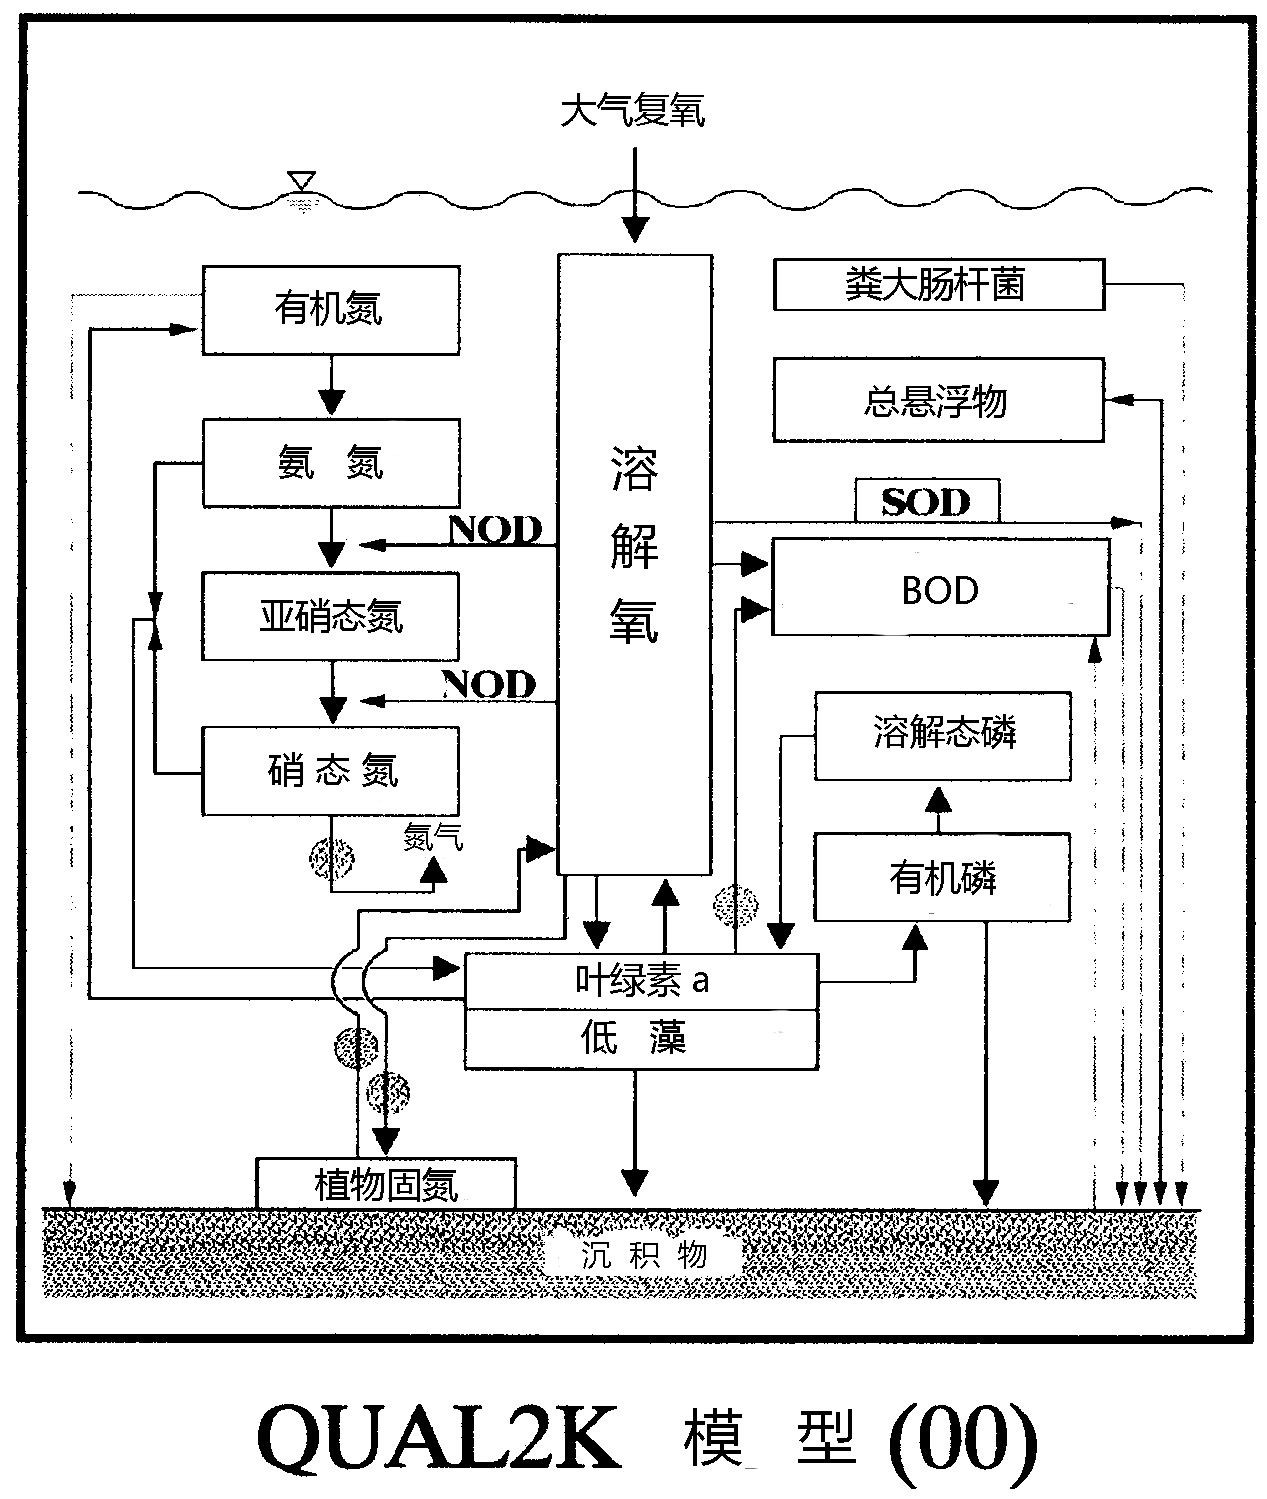 大气复氧
有机氮
粪大肠杆菌
总悬浮物
氨 氮
溶
解
氧
SOD
NOD
亚硝态氮
BOD
NOD
硝态氮
溶解态磷
氮气
有机磷
叶绿素a
低 藻
植物固氮
沉积物
QUAL2K 模 型 (00)